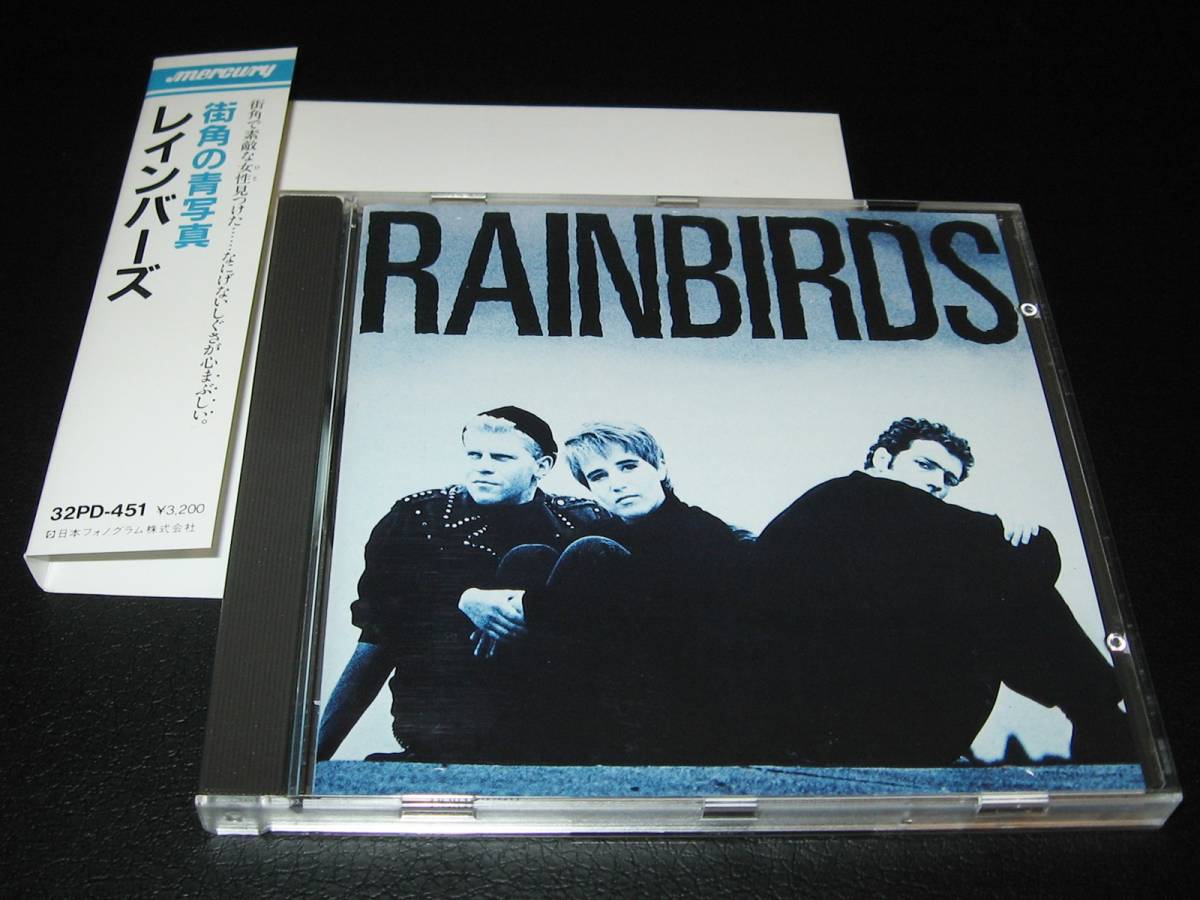 mercury
街角で素敵な女性見つけた……なにげないしぐさが心まぶしい。
街角の青写真
レインバーズ
32PD-451 ¥3,200
日本フォノグラム株式会社
RAINBIRDS